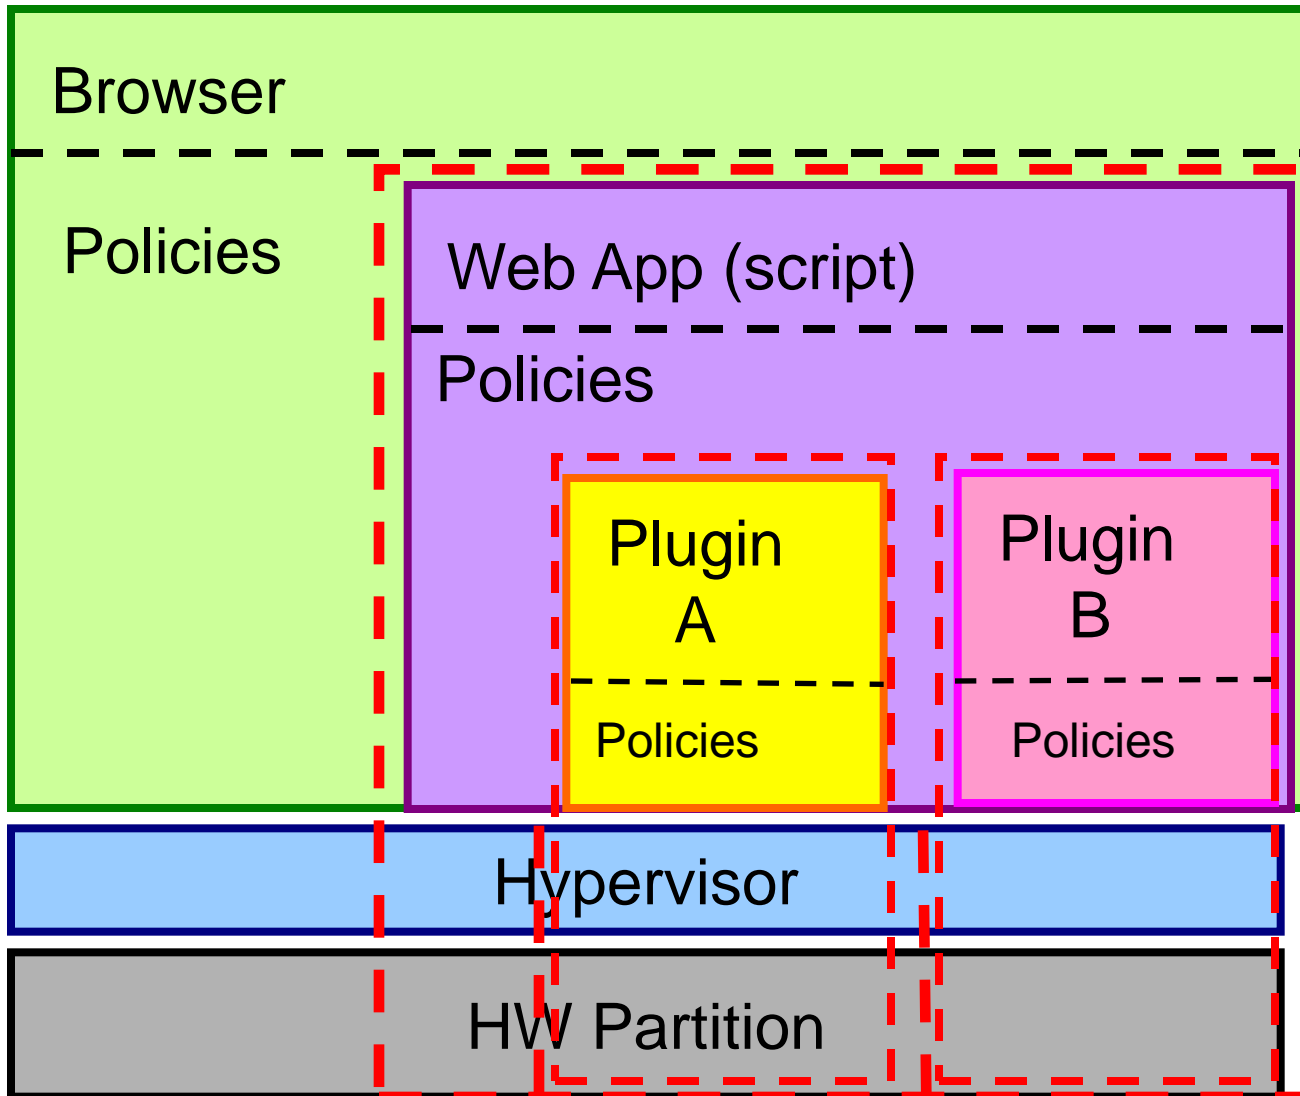 Browser
Policies
Web App (script)
Policies
Plugin
A
Policies
Plugin
B
Policies
Hypervisor
HW Partition